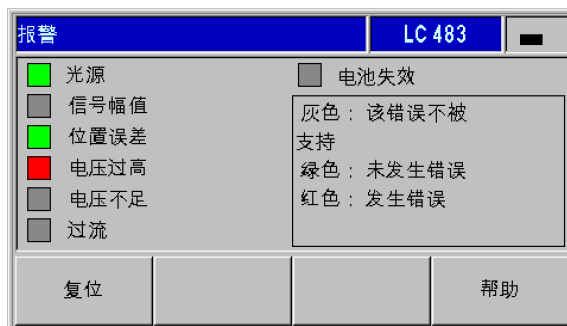 报警
LC 483
光源
信号幅值
位置误差
电压过高
电压不足
过流
电池失效
灰色： 该错误不被
支持
绿色： 未发生错误
红色： 发生错误
复位
帮助